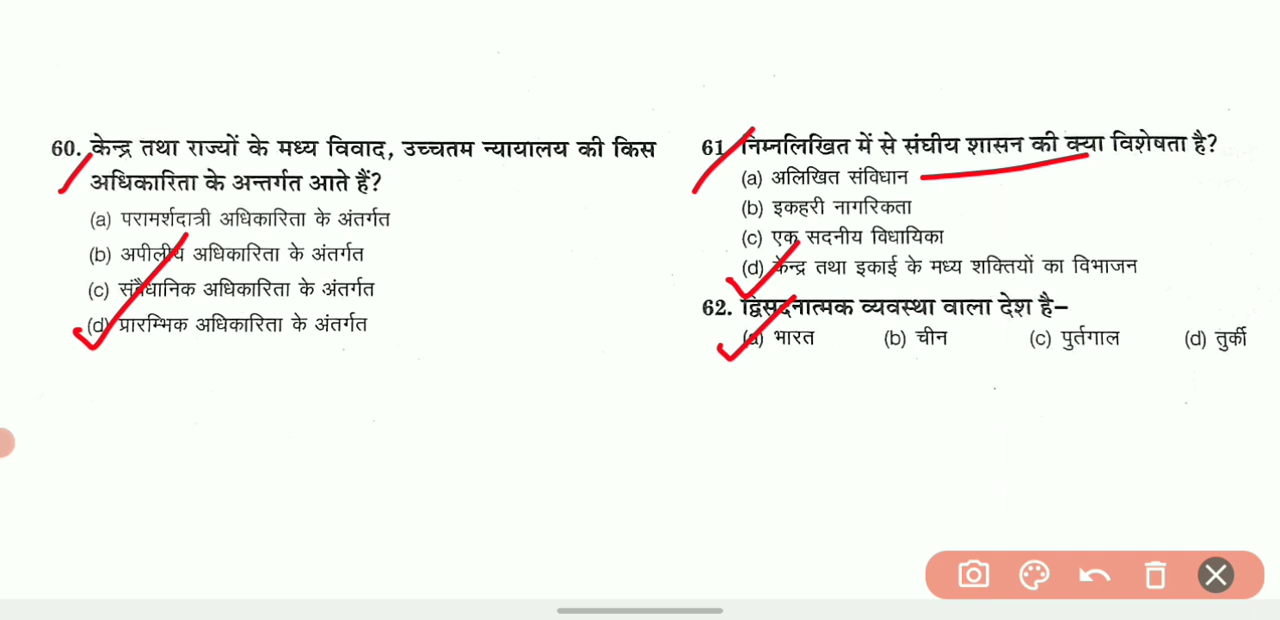 60. केन्द्र तथा राज्यों के मध्य विवाद, उच्चतम न्यायालय की किस
अधिकारिता के अन्तर्गत आते हैं?
(a) परामर्शदात्री अधिकारिता के अंतर्गत
(b) अपीलीय अधिकारिता के अंतर्गत
(c) संवैधानिक अधिकारिता के अंतर्गत
(d) प्रारम्भिक अधिकारिता के अंतर्गत
61. निम्नलिखित में से संघीय शासन की क्या विशेषता है?
(a) अलिखित संविधान
(b) इकहरी नागरिकता
(c) एक सदनीय विधायिका
(d) केन्द्र तथा इकाई के मध्य शक्तियों का विभाजन
62. द्विसदनात्मक व्यवस्था वाला देश है–
(a) भारत (b) चीन (c) पुर्तगाल (d) तुर्की